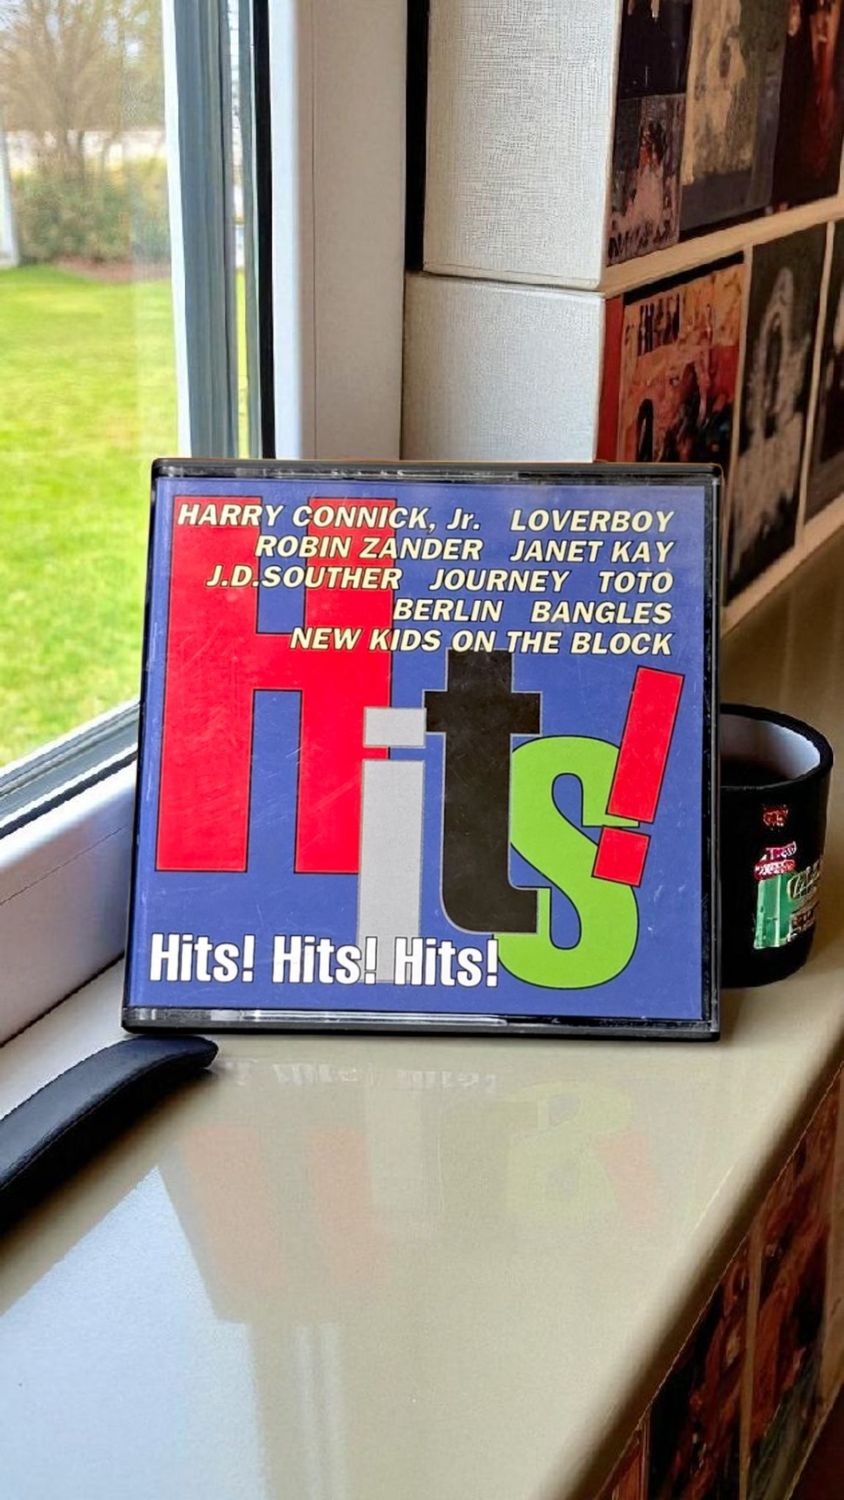 HARRY CONNICK, Jr. LOVERBOY
ROBIN ZANDER JANET KAY
J.D.SOUTHER JOURNEY TOTO
BERLIN BANGLES
NEW KIDS ON THE BLOCK
Hits!
Hits! Hits! Hits!